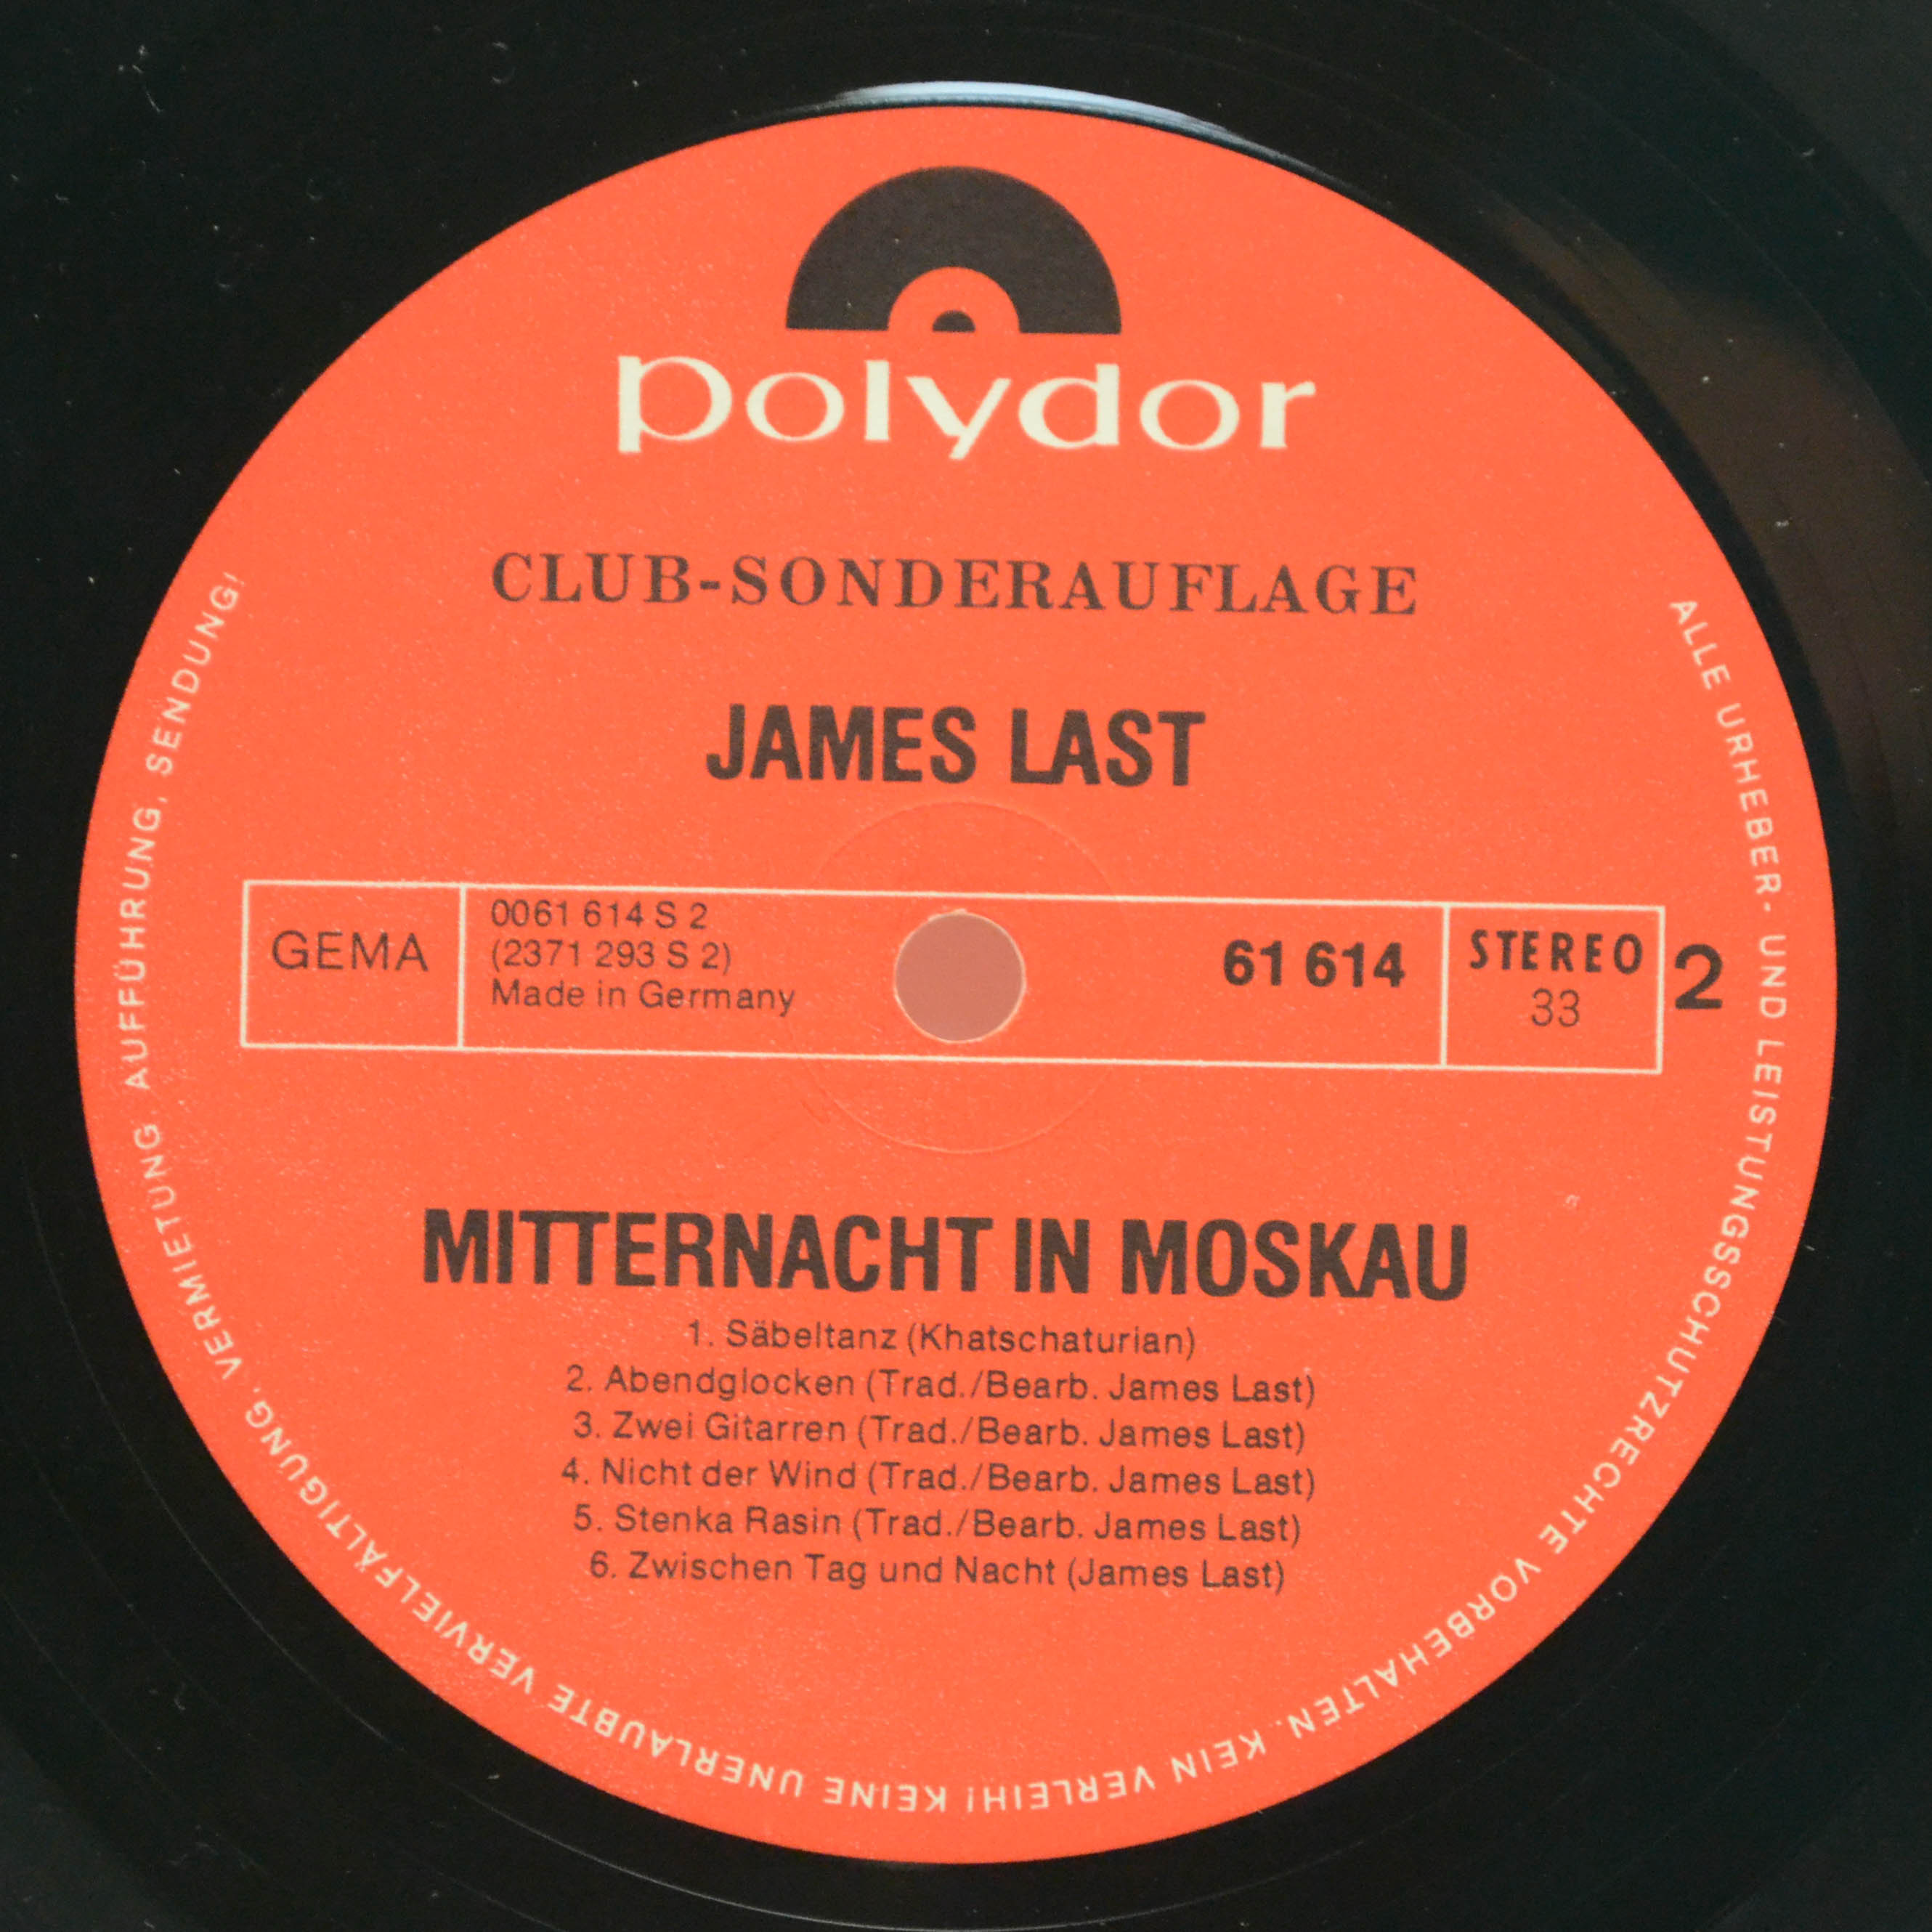 polydor
CLUB-SONDERAUFLAGE
JAMES LAST
GEMA
0061 614 S 2
(2371 293 S 2)
Made in Germany
61 614
STEREO
33
2
MITTERNACHT IN MOSKAU
1. Säbeltanz (Khatschaturian)
2. Abendglocken (Trad./Bearb. James Last)
3. Zwei Gitarren (Trad./Bearb. James Last)
4. Nicht der Wind (Trad./Bearb. James Last)
5. Stenka Rasin (Trad./Bearb. James Last)
6. Zwischen Tag und Nacht (James Last)
ALLE URHEBER- UND LEISTUNGSSCHUTZRECHTE VORBEHALTEN. KEIN VERLEIH! KEINE UNERLAUBTE VERVIELFÄLTIGUNG, VERMIETUNG, AUFFÜHRUNG, SENDUNG!